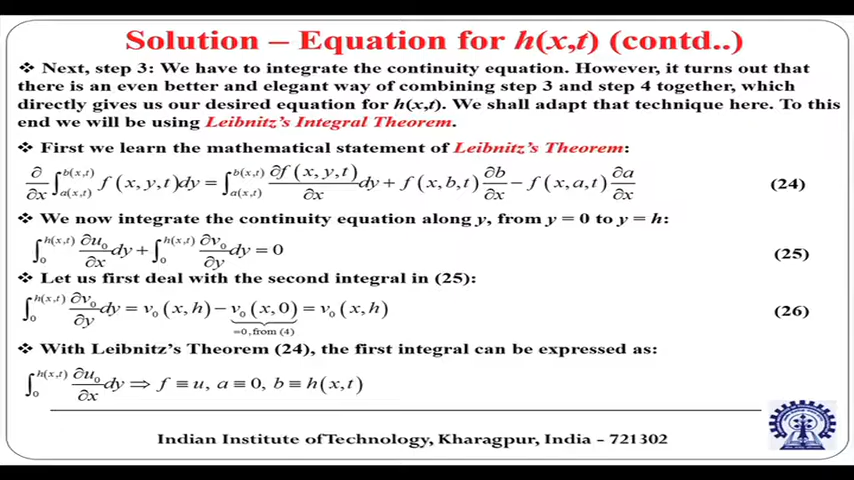 Solution – Equation for h(x,t) (contd..)
❖ Next, step 3: We have to integrate the continuity equation. However, it turns out that
there is an even better and elegant way of combining step 3 and step 4 together, which
directly gives us our desired equation for h(x,t). We shall adapt that technique here. To this
end we will be using Leibnitz's Integral Theorem.
❖ First we learn the mathematical statement of Leibnitz's Theorem:
∂/∂x ∫_{a(x,t)}^{b(x,t)} f(x,y,t)dy = ∫_{a(x,t)}^{b(x,t)} ∂f(x,y,t)/∂x dy + f(x,b,t) ∂b/∂x − f(x,a,t) ∂a/∂x (24)
❖ We now integrate the continuity equation along y, from y = 0 to y = h:
∫_0^{h(x,t)} ∂u₀/∂x dy + ∫_0^{h(x,t)} ∂v₀/∂y dy = 0 (25)
❖ Let us first deal with the second integral in (25):
∫_0^{h(x,t)} ∂v₀/∂y dy = v₀(x,h) − v₀(x,0) = v₀(x,h) (26)
=0, from (4)
❖ With Leibnitz's Theorem (24), the first integral can be expressed as:
∫_0^{h(x,t)} ∂u₀/∂x dy ⇒ f ≡ u, a ≡ 0, b ≡ h(x,t)
Indian Institute of Technology, Kharagpur, India - 721302